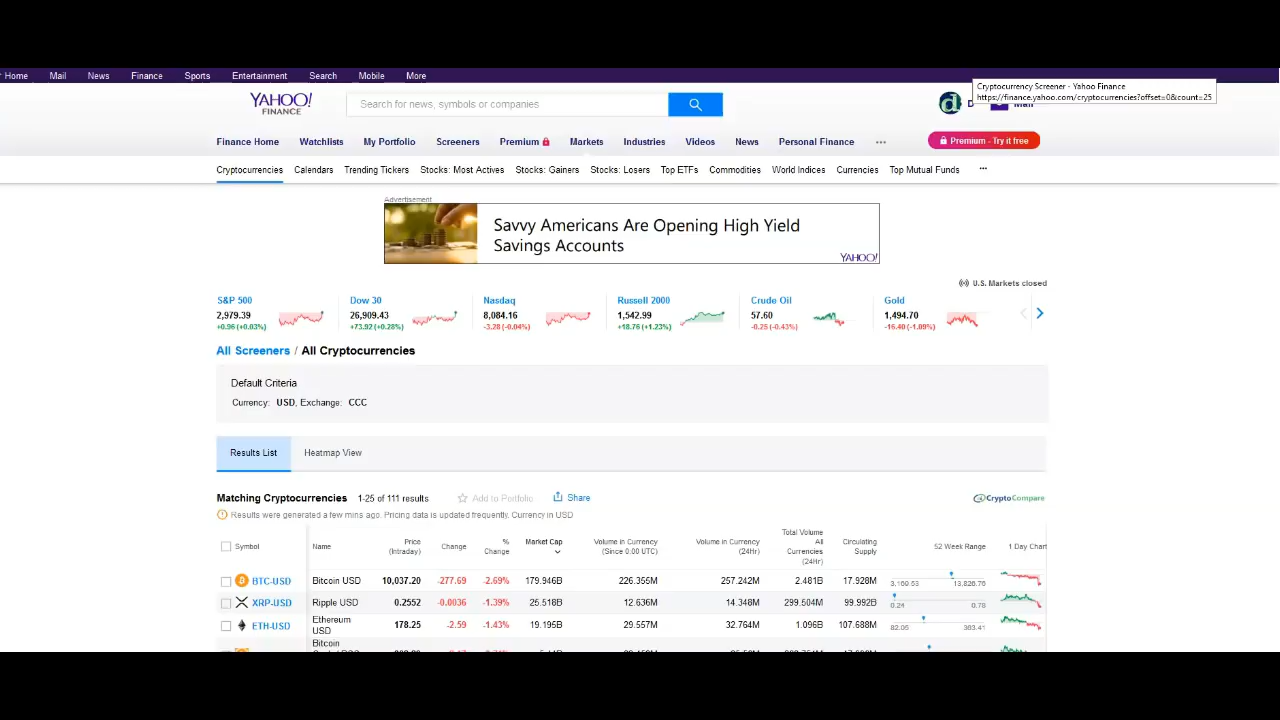 Home Mail News Finance Sports Entertainment Search Mobile More
Cryptocurrency Screener - Yahoo Finance
https://finance.yahoo.com/cryptocurrencies?offset=0&count=25
YAHOO!
FINANCE
Search for news, symbols or companies
D Mail
Finance Home Watchlists My Portfolio Screeners Premium Markets Industries Videos News Personal Finance ... Premium - Try it free
Cryptocurrencies Calendars Trending Tickers Stocks: Most Actives Stocks: Gainers Stocks: Losers Top ETFs Commodities World Indices Currencies Top Mutual Funds ...
Advertisement
Savvy Americans Are Opening High Yield
Savings Accounts
YAHOO!
U.S. Markets closed
S&P 500 Dow 30 Nasdaq Russell 2000 Crude Oil Gold
2,979.39 26,909.43 8,084.16 1,542.99 57.60 1,494.70
+0.96 (+0.03%) +73.92 (+0.28%) -3.28 (-0.04%) +18.76 (+1.23%) -0.25 (-0.43%) -16.40 (-1.09%)
All Screeners / All Cryptocurrencies
Default Criteria
Currency: USD, Exchange: CCC
Results List Heatmap View
Matching Cryptocurrencies 1-25 of 111 results Add to Portfolio Share CryptoCompare
Results were generated a few mins ago. Pricing data is updated frequently. Currency in USD
Symbol Name Price (Intraday) Change % Change Market Cap Volume in Currency (Since 0:00 UTC) Volume in Currency (24Hr) Total Volume All Currencies (24Hr) Circulating Supply 52 Week Range 1 Day Chart
BTC-USD Bitcoin USD 10,037.20 -277.69 -2.69% 179.946B 226.355M 257.242M 2.481B 17.928M 13,826.76
XRP-USD Ripple USD 0.2552 -0.0036 -1.39% 25.518B 12.636M 14.348M 299.504M 99.992B 0.24 0.78
ETH-USD Ethereum USD 178.25 -2.59 -1.43% 19.195B 29.557M 32.764M 1.096B 107.688M
Bitcoin